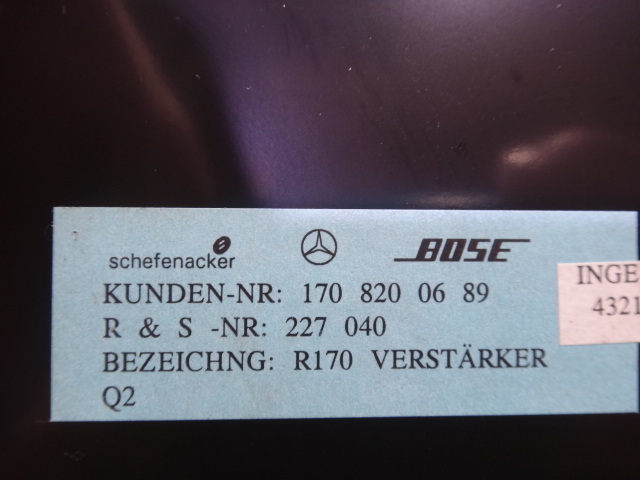 schefenacker BOSE
KUNDEN-NR: 170 820 06 89
R & S -NR: 227 040
BEZEICHNG: R170 VERSTÄRKER
Q2
INGE
4321